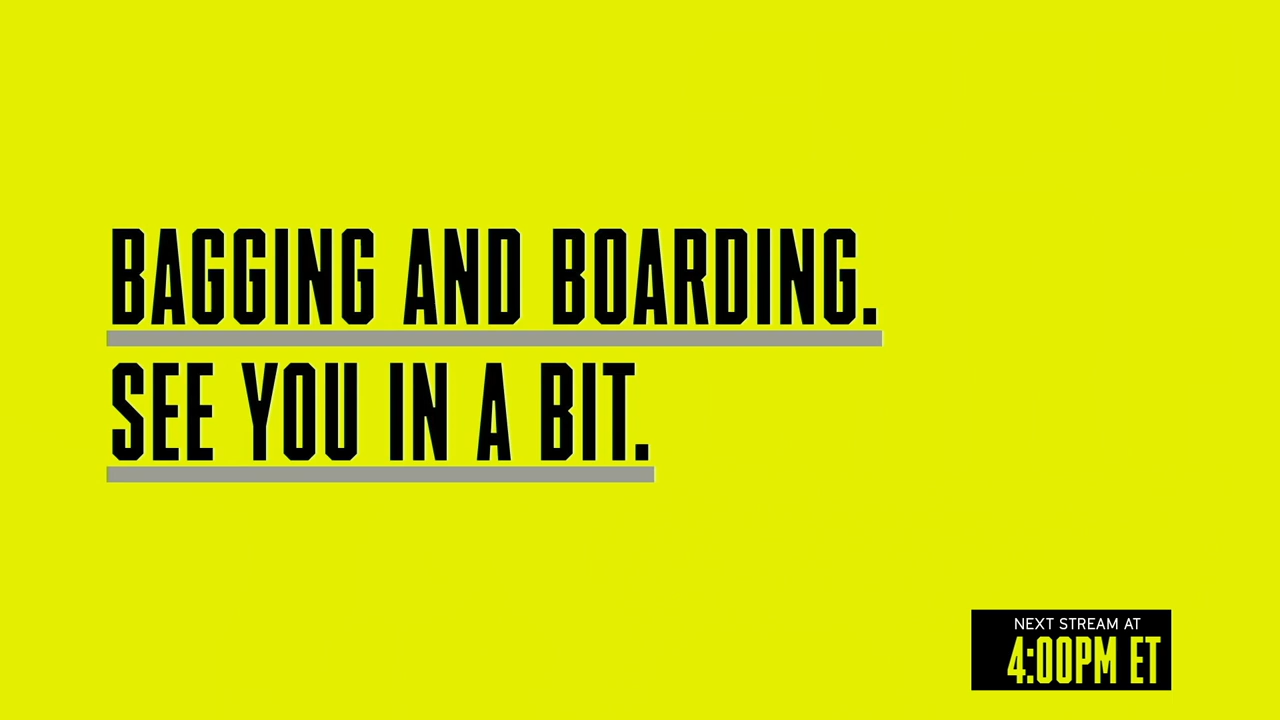 BAGGING AND BOARDING.
SEE YOU IN A BIT.
NEXT STREAM AT
4:00PM ET